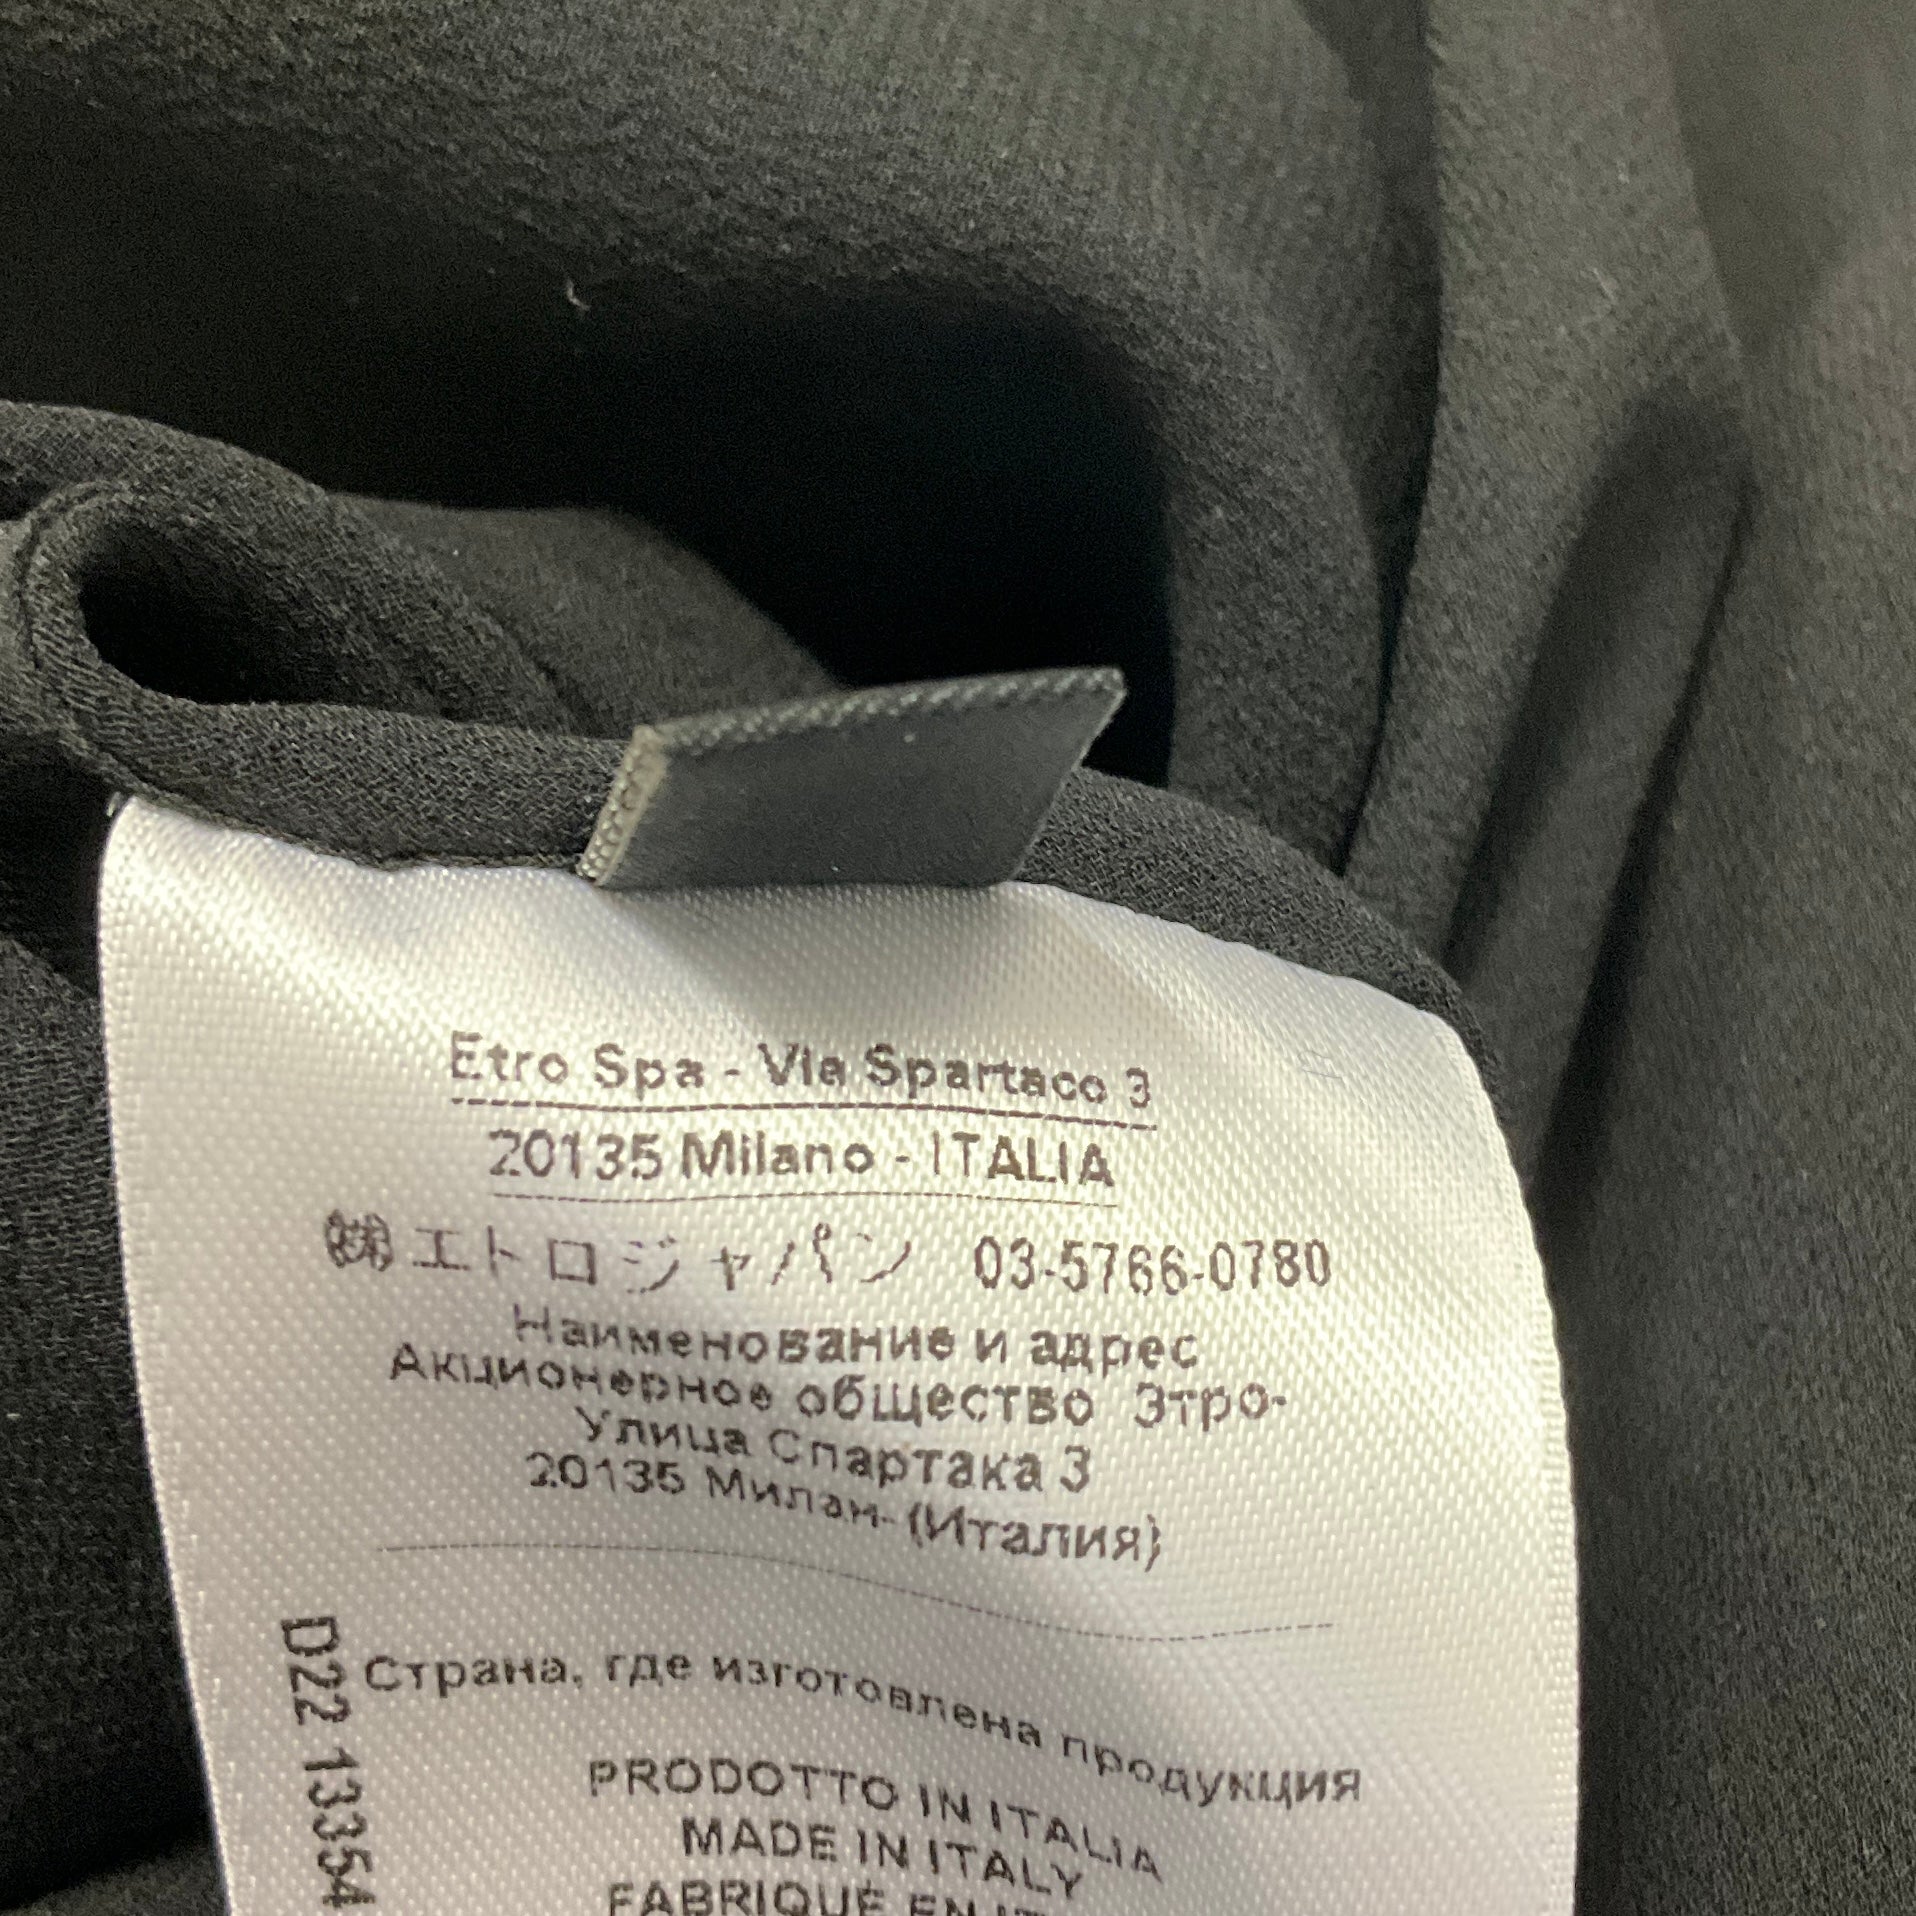 Etro Spa - Via Spartaco 3
20135 Milano - ITALIA
㈱エトロジャパン 03-5766-0780
Наименование и адрес
Акционерное общество Этро-
Улица Спартака 3
20135 Милан- (Италия)
Страна, где изготовлена продукция
PRODOTTO IN ITALIA
MADE IN ITALY
FABRIQUÉ EN
D22 13354